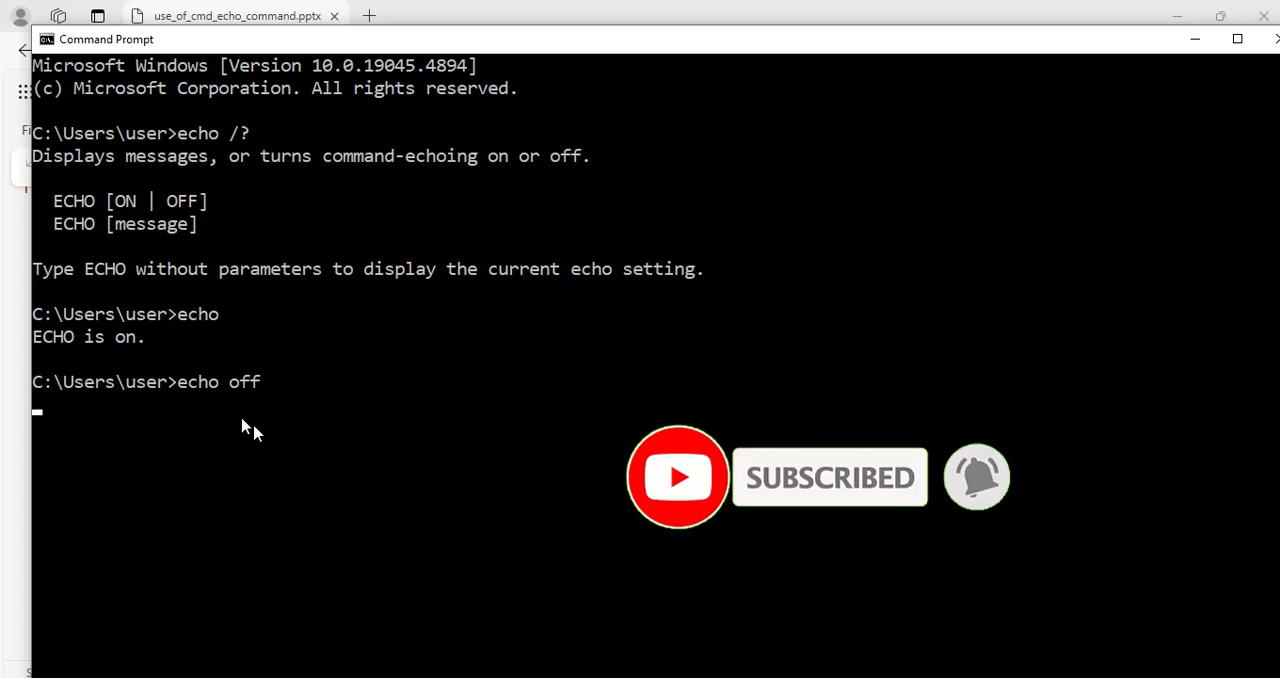 use_of_cmd_echo_command.pptx
Command Prompt
Microsoft Windows [Version 10.0.19045.4894]
(c) Microsoft Corporation. All rights reserved.
Fi
C:\Users\user>echo /?
Displays messages, or turns command-echoing on or off.
ECHO [ON | OFF]
ECHO [message]
Type ECHO without parameters to display the current echo setting.
C:\Users\user>echo
ECHO is on.
C:\Users\user>echo off
SUBSCRIBED